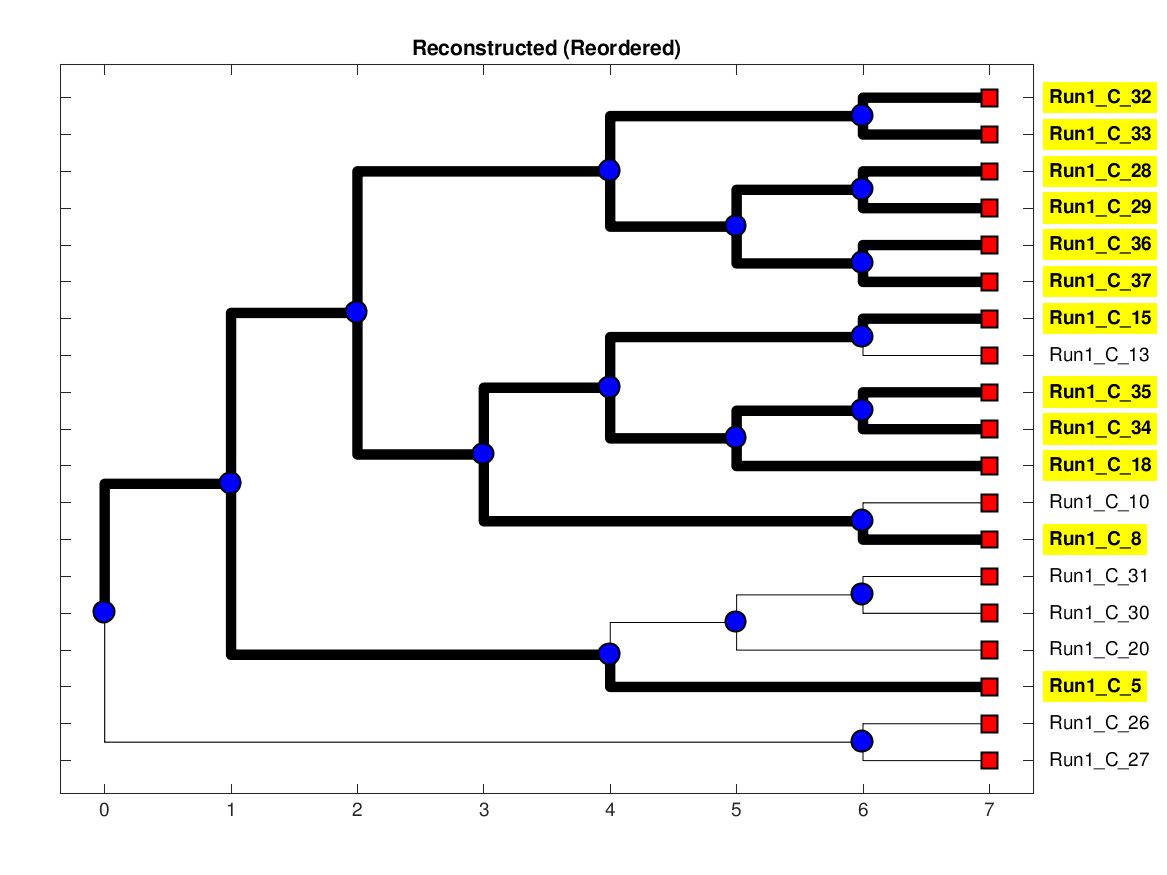 Reconstructed (Reordered)
Run1_C_32
Run1_C_33
Run1_C_28
Run1_C_29
Run1_C_36
Run1_C_37
Run1_C_15
Run1_C_13
Run1_C_35
Run1_C_34
Run1_C_18
Run1_C_10
Run1_C_8
Run1_C_31
Run1_C_30
Run1_C_20
Run1_C_5
Run1_C_26
Run1_C_27
0 1 2 3 4 5 6 7